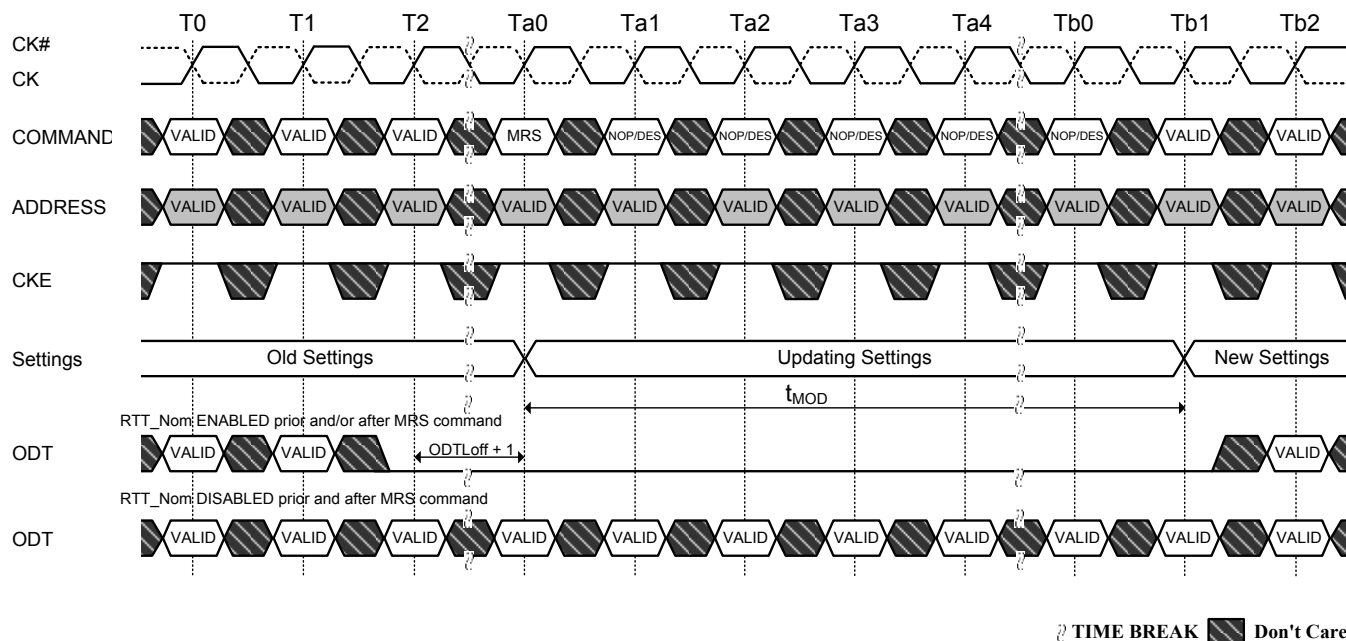 T0 T1 T2 Ta0 Ta1 Ta2 Ta3 Ta4 Tb0 Tb1 Tb2
CK#
CK
COMMAND VALID VALID VALID MRS NOP/DES NOP/DES NOP/DES NOP/DES NOP/DES VALID VALID
ADDRESS VALID VALID VALID VALID VALID VALID VALID VALID VALID VALID VALID
CKE
Settings Old Settings Updating Settings New Settings
tMOD
RTT_Nom ENABLED prior and/or after MRS command
ODT VALID VALID ODTLoff + 1 VALID
RTT_Nom DISABLED prior and after MRS command
ODT VALID VALID VALID VALID VALID VALID VALID VALID VALID VALID VALID
TIME BREAK Don't Care